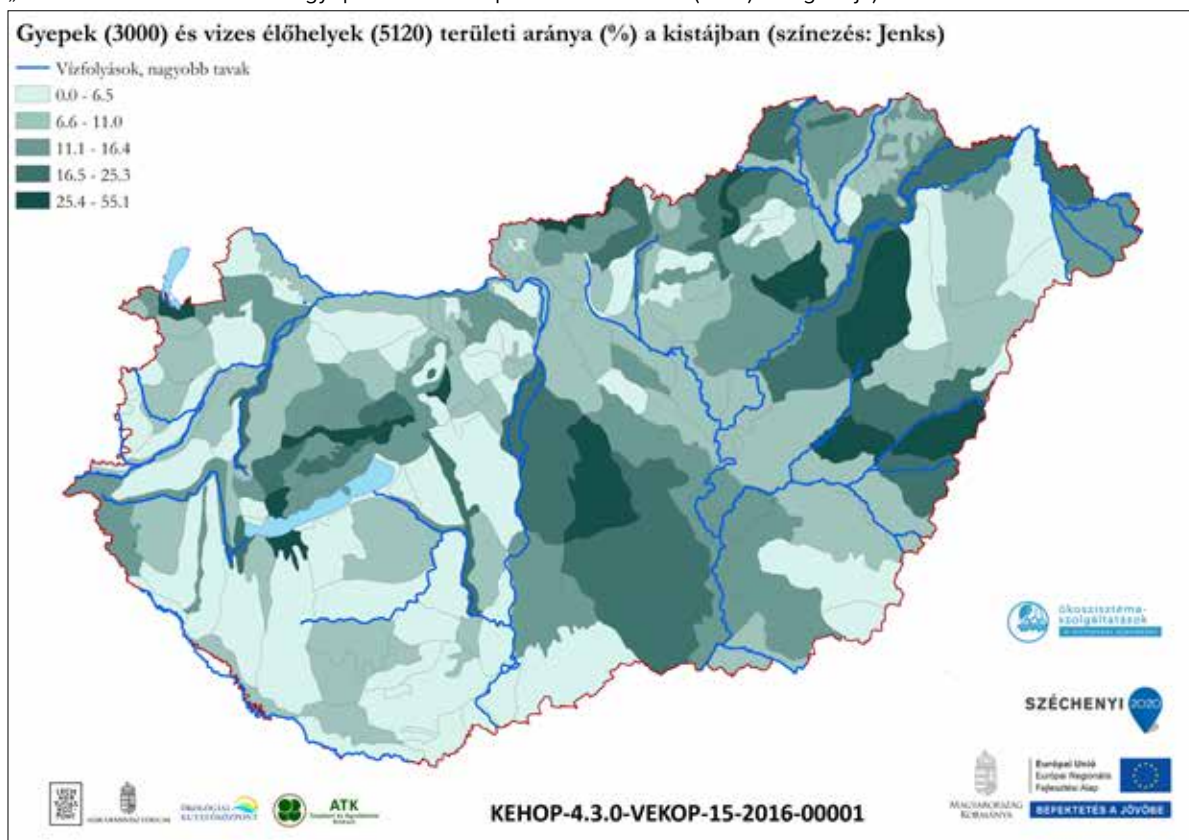 Gyepek (3000) és vizes élőhelyek (5120) területi aránya (%) a kistájban (színezés: Jenks)
Vízfolyások, nagyobb tavak
0.0 - 6.5
6.6 - 11.0
11.1 - 16.4
16.5 - 25.3
25.4 - 55.1
ökoszisztéma-
szolgáltatások
SZÉCHENYI 2020
ATK
KEHOP-4.3.0-VEKOP-15-2016-00001
MAGYARORSZÁG
KORMÁNYA
Európai Unió
Európai Regionális
Fejlesztési Alap
BEFEKTETÉS A JÖVŐBE